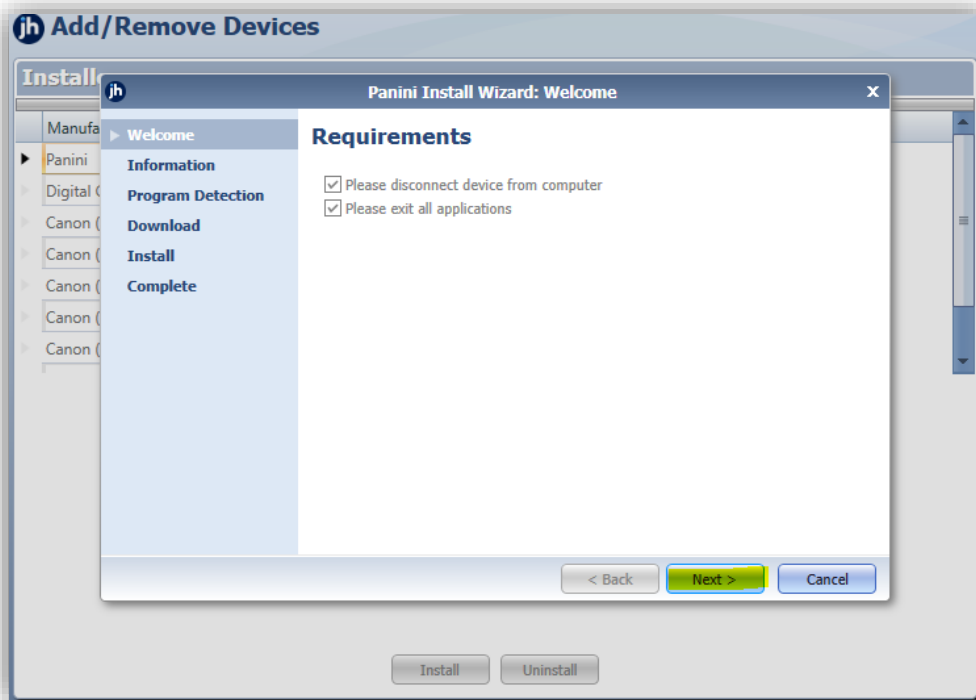 jh Add/Remove Devices
Install
jh Panini Install Wizard: Welcome x
Manufa
Panini
Digital
Canon (
Canon (
Canon (
Canon (
Canon (
Welcome
Information
Program Detection
Download
Install
Complete
Requirements
Please disconnect device from computer
Please exit all applications
< Back Next > Cancel
Install Uninstall